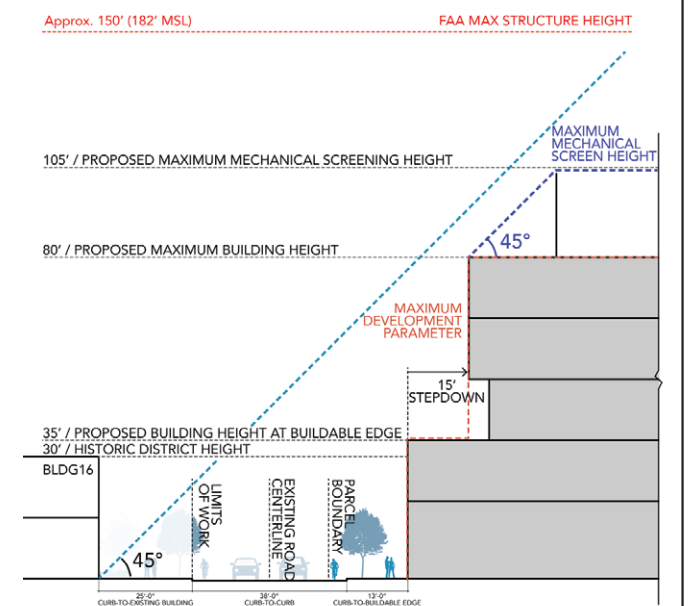 Approx. 150' (182' MSL)
FAA MAX STRUCTURE HEIGHT
MAXIMUM
MECHANICAL
SCREEN HEIGHT
105' / PROPOSED MAXIMUM MECHANICAL SCREENING HEIGHT
45°
80' / PROPOSED MAXIMUM BUILDING HEIGHT
MAXIMUM
DEVELOPMENT
PARAMETER
15'
STEPDOWN
35' / PROPOSED BUILDING HEIGHT AT BUILDABLE EDGE
30' / HISTORIC DISTRICT HEIGHT
BLDG16
LIMITS
OF WORK
EXISTING ROAD
CENTERLINE
PARCEL
BOUNDARY
45°
25'-0"
CURB-TO-EXISTING BUILDING
38'-0"
CURB-TO-CURB
13'-0"
CURB-TO-BUILDABLE EDGE